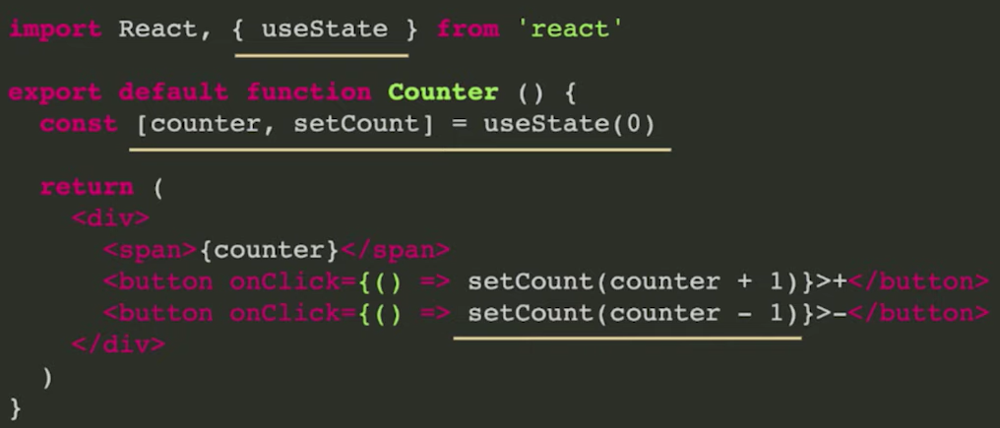 import React, { useState } from 'react'
export default function Counter () {
const [counter, setCount] = useState(0)
return (
<div>
<span>{counter}</span>
<button onClick={() => setCount(counter + 1)}>+</button>
<button onClick={() => setCount(counter - 1)}>-</button>
</div>
)
}